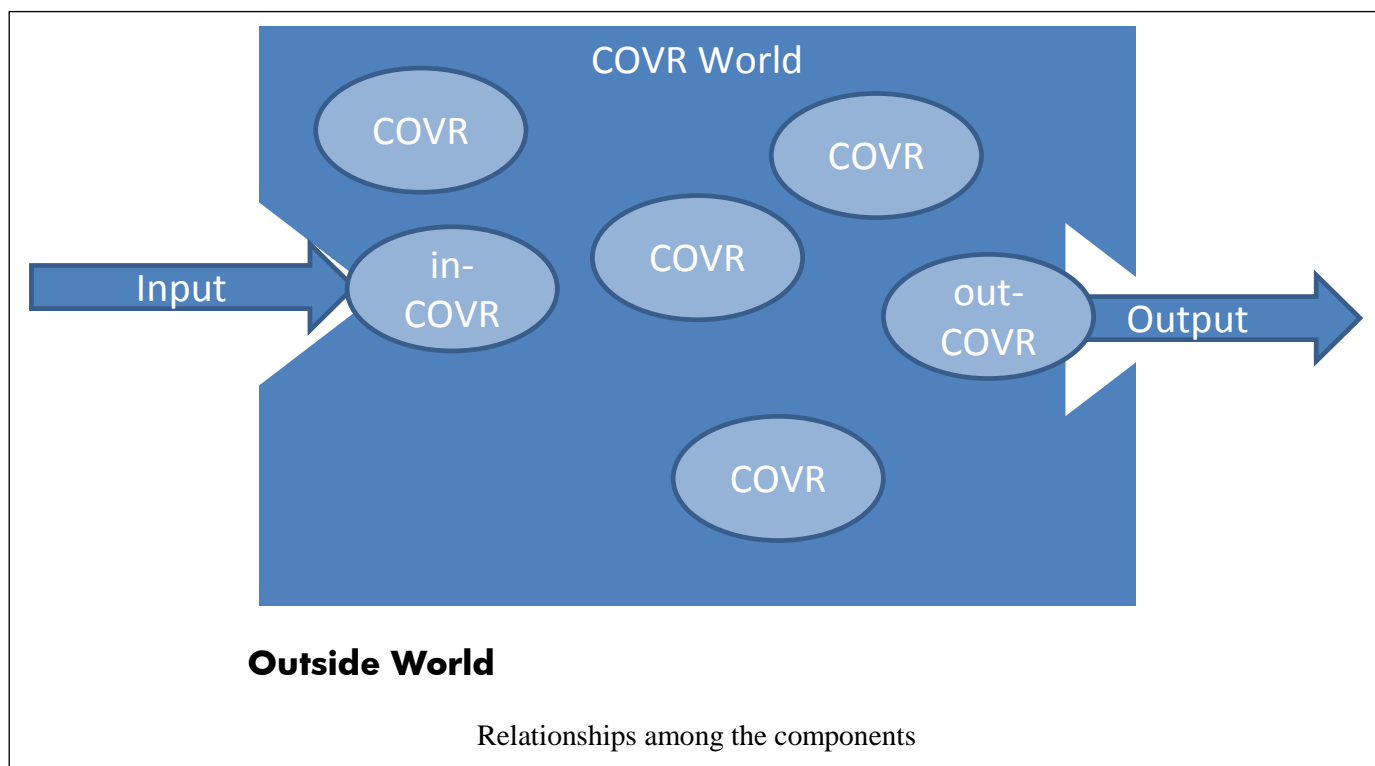 COVR World
COVR
COVR
COVR
in-
COVR
out-
COVR
Input
Output
COVR
Outside World
Relationships among the components